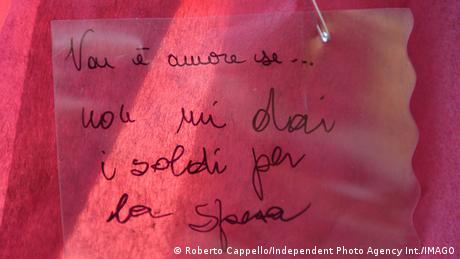 Non è amore se...
non mi dai
i soldi per
la spesa
© Roberto Cappello/Independent Photo Agency Int./IMAGO